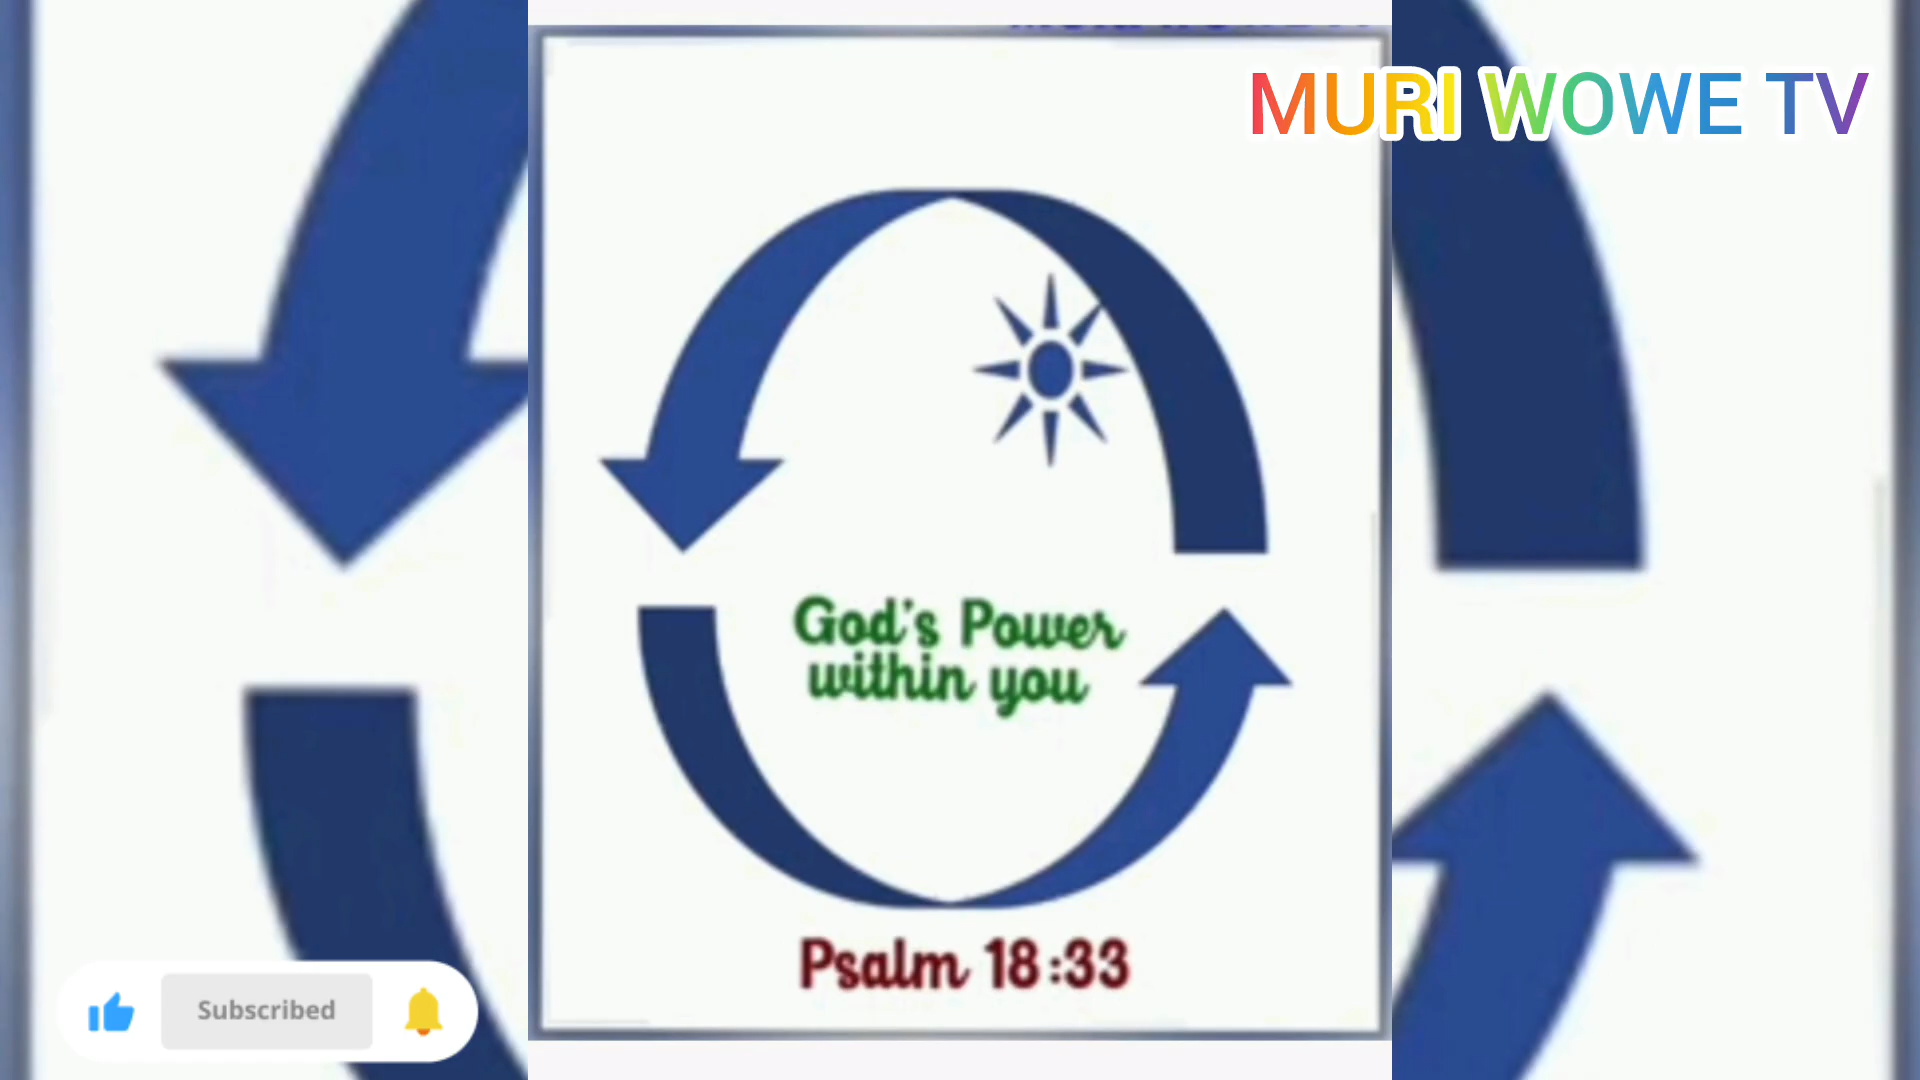 MURI WOWE TV
God's Power
within you
Psalm 18:33
Subscribed